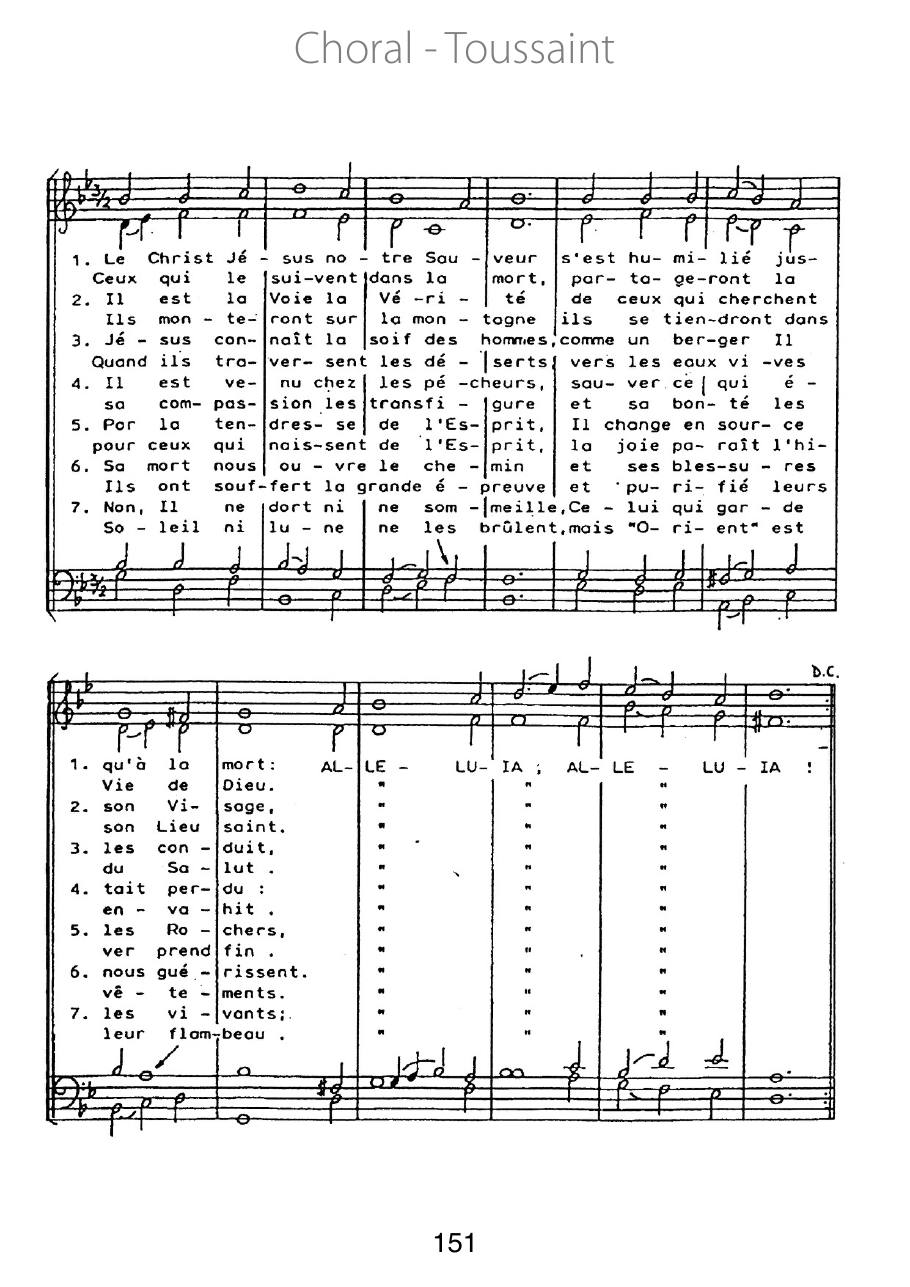 Choral - Toussaint
3/2
1. Le Christ Jé - sus no - tre Sau - veur s'est hu- mi- lié jus-
Ceux qui le sui-vent dans la mort, par- ta- ge-ront la
2. Il est la Voie la Vé -ri - té de ceux qui cherchent
Ils mon - te- ront sur la mon - tagne ils se tien-dront dans
3. Jé - sus con- naît la soif des hommes, comme un ber-ger Il
Quand ils tra- ver- sent les dé - serts, vers les eaux vi -ves
4. Il est ve- nu chez les pé -cheurs, sau- ver ce qui é -
sa com- pas- sion les transfi - gure et sa bon- té les
5. Par la ten- dres- se de l'Es- prit, Il change en sour- ce
pour ceux qui nais-sent de l'Es- prit, la joie pa- raît l'hi-
6. Sa mort nous ou - vre le che - min et ses bles-su - res
Ils ont souf-fert la grande é - preuve et pu- ri- fié leurs
7. Non, Il ne dort ni ne som - meille, Ce - lui qui gar - de
So - leil ni lu - ne ne les brûlent, mais "O- ri- ent" est
3/2
D.C.
1. qu'à la mort: AL- LE - LU- IA ; AL- LE - LU - IA !
Vie de Dieu. " " "
2. son Vi- sage, " " "
son Lieu saint. " " "
3. les con - duit, " " "
du Sa - lut . " " "
4. tait per- du : " " "
en - va - hit . " " "
5. les Ro - chers, " " "
ver prend fin . " " "
6. nous gué - rissent. " " "
vê - te - ments. " " "
7. les vi - vants; " " "
leur flam-beau . " " "
151